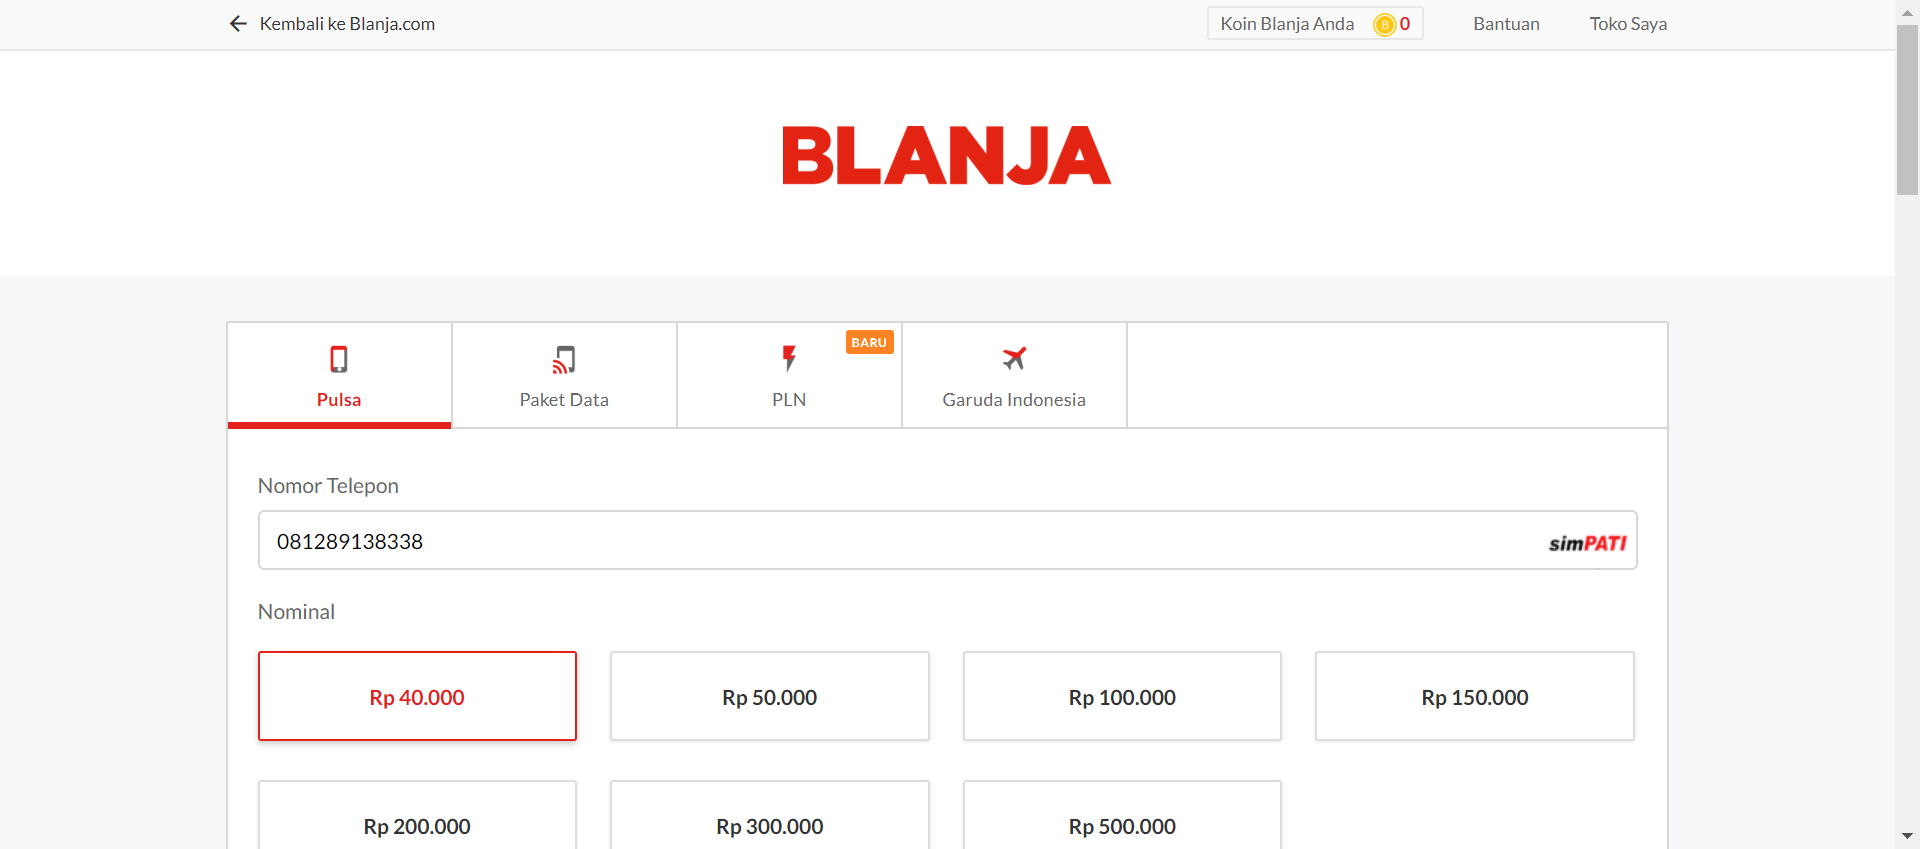 Kembali ke Blanja.com
Koin Blanja Anda B 0
Bantuan
Toko Saya
BLANJA
Pulsa
Paket Data
PLN
BARU
Garuda Indonesia
Nomor Telepon
081289138338
simPATI
Nominal
Rp 40.000
Rp 50.000
Rp 100.000
Rp 150.000
Rp 200.000
Rp 300.000
Rp 500.000